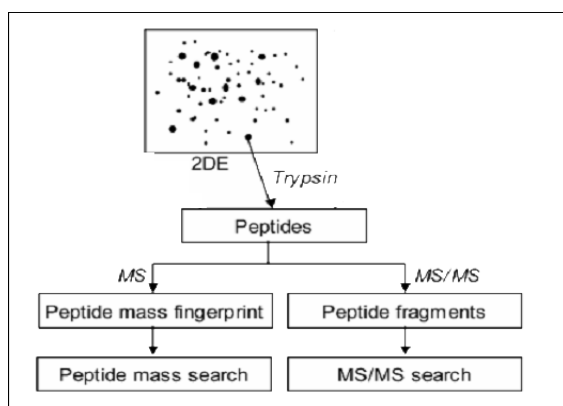 2DE
Trypsin
Peptides
MS
MS/MS
Peptide mass fingerprint
Peptide fragments
Peptide mass search
MS/MS search